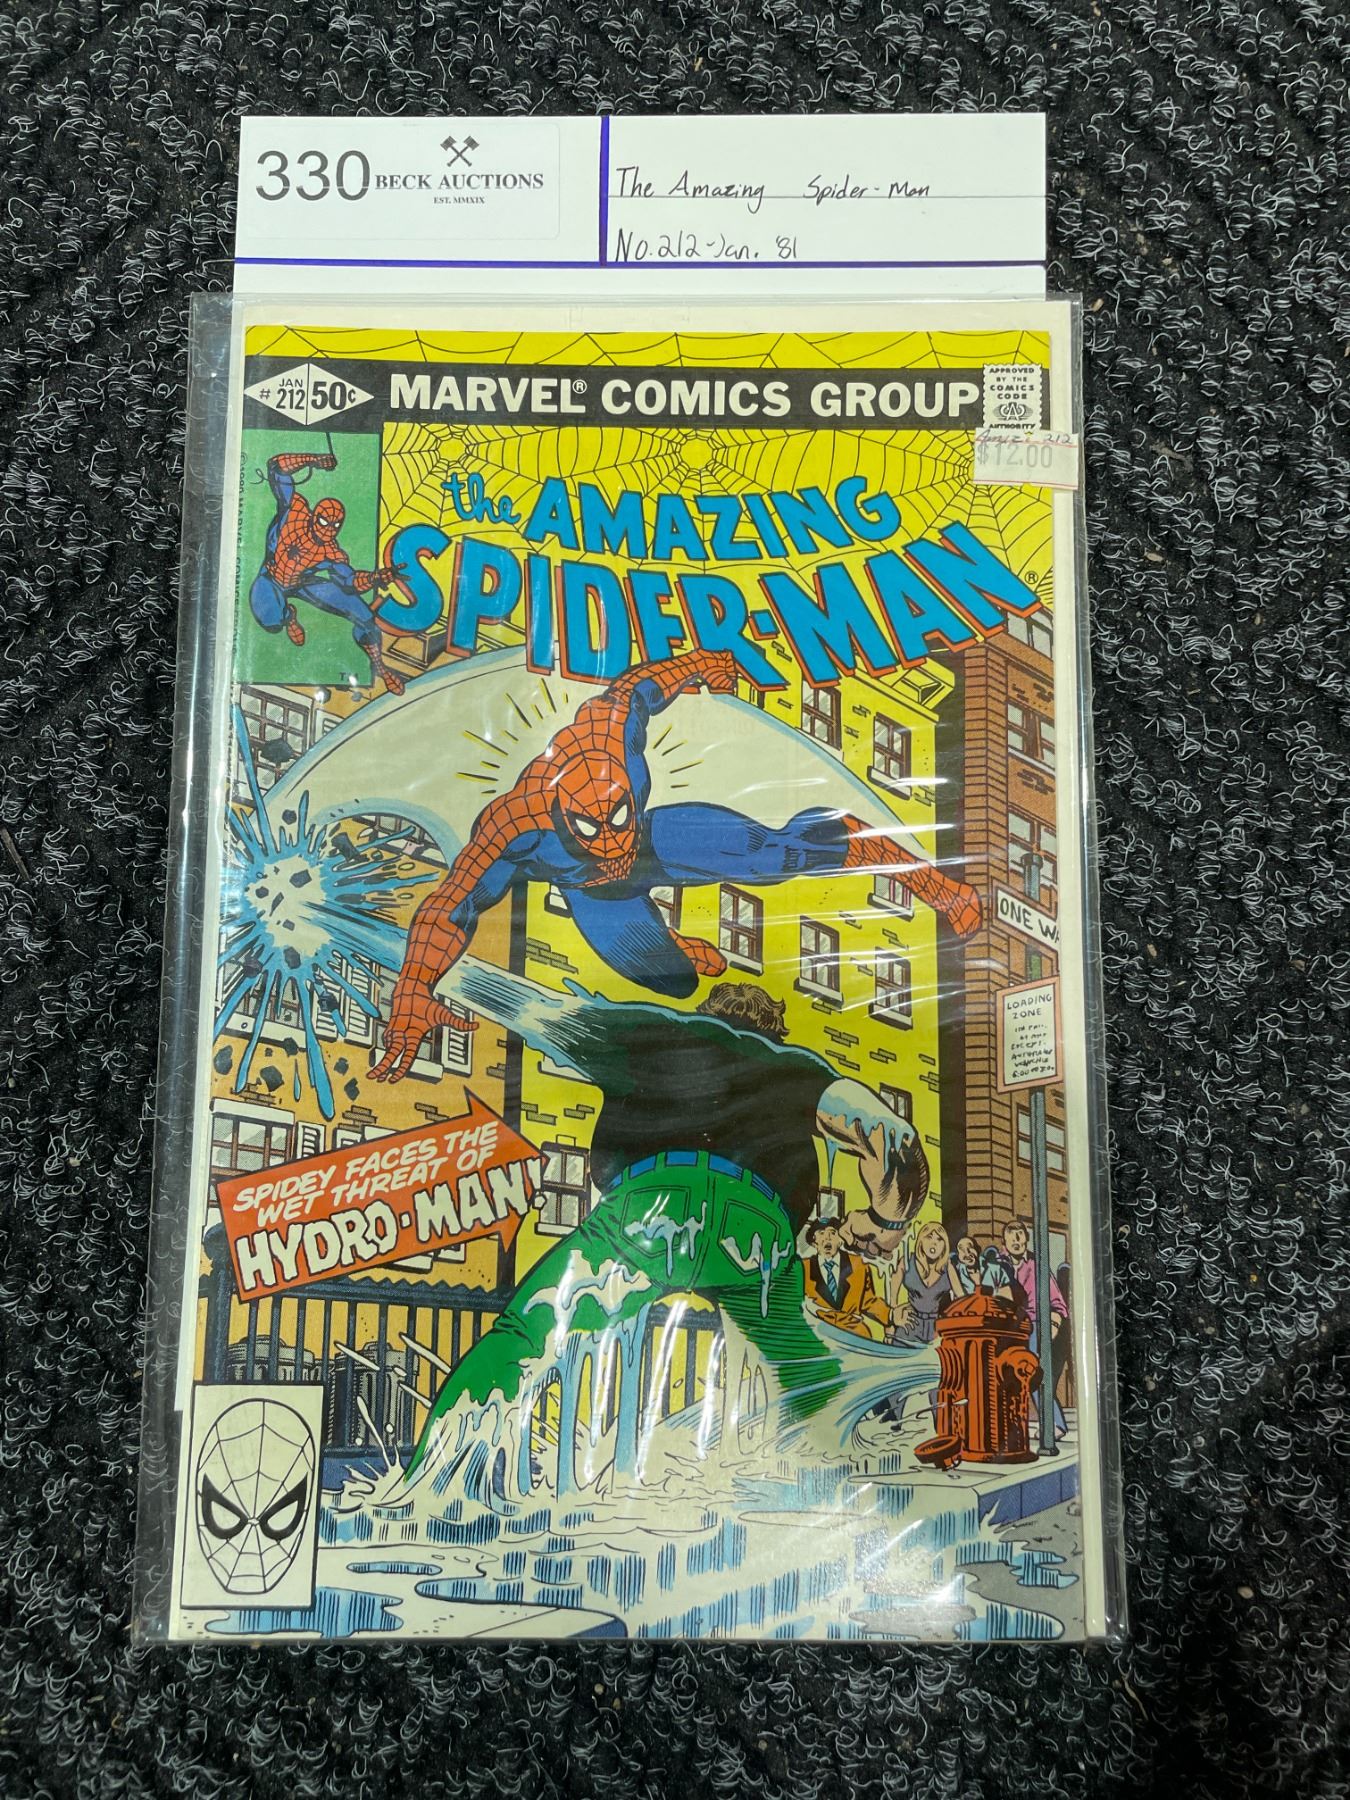 330
BECK AUCTIONS
EST. MMXIX
The Amazing Spider-Man
No. 212-Jan. '81
# JAN 212 50¢
MARVEL® COMICS GROUP
APPROVED
BY THE
COMICS
CODE
CA
AUTHORITY
212
$12.00
the AMAZING
SPIDER-MAN®
ONE WA
LOADING
ZONE
SPIDEY FACES THE
WET THREAT OF
HYDRO-MAN!